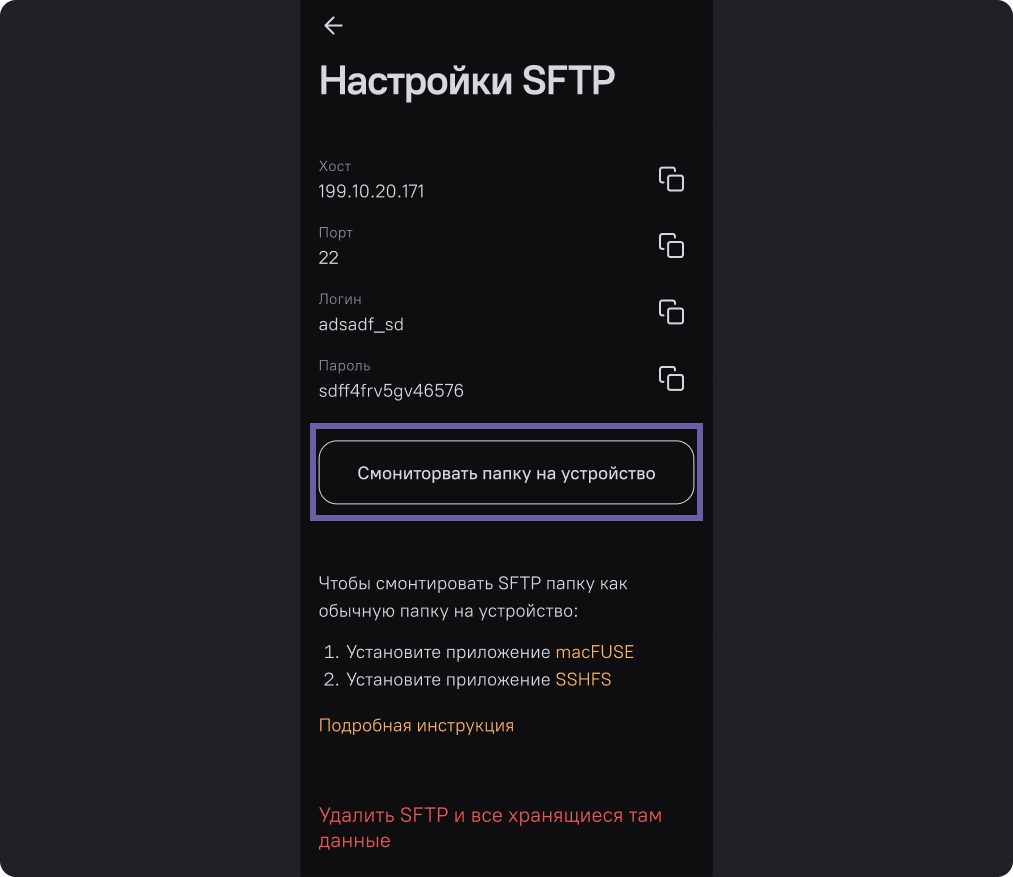 Настройки SFTP
Хост
199.10.20.171
Порт
22
Логин
adsadf_sd
Пароль
sdff4frv5gv46576
Смониторвать папку на устройство
Чтобы смонтировать SFTP папку как
обычную папку на устройство:
1. Установите приложение macFUSE
2. Установите приложение SSHFS
Подробная инструкция
Удалить SFTP и все хранящиеся там
данные